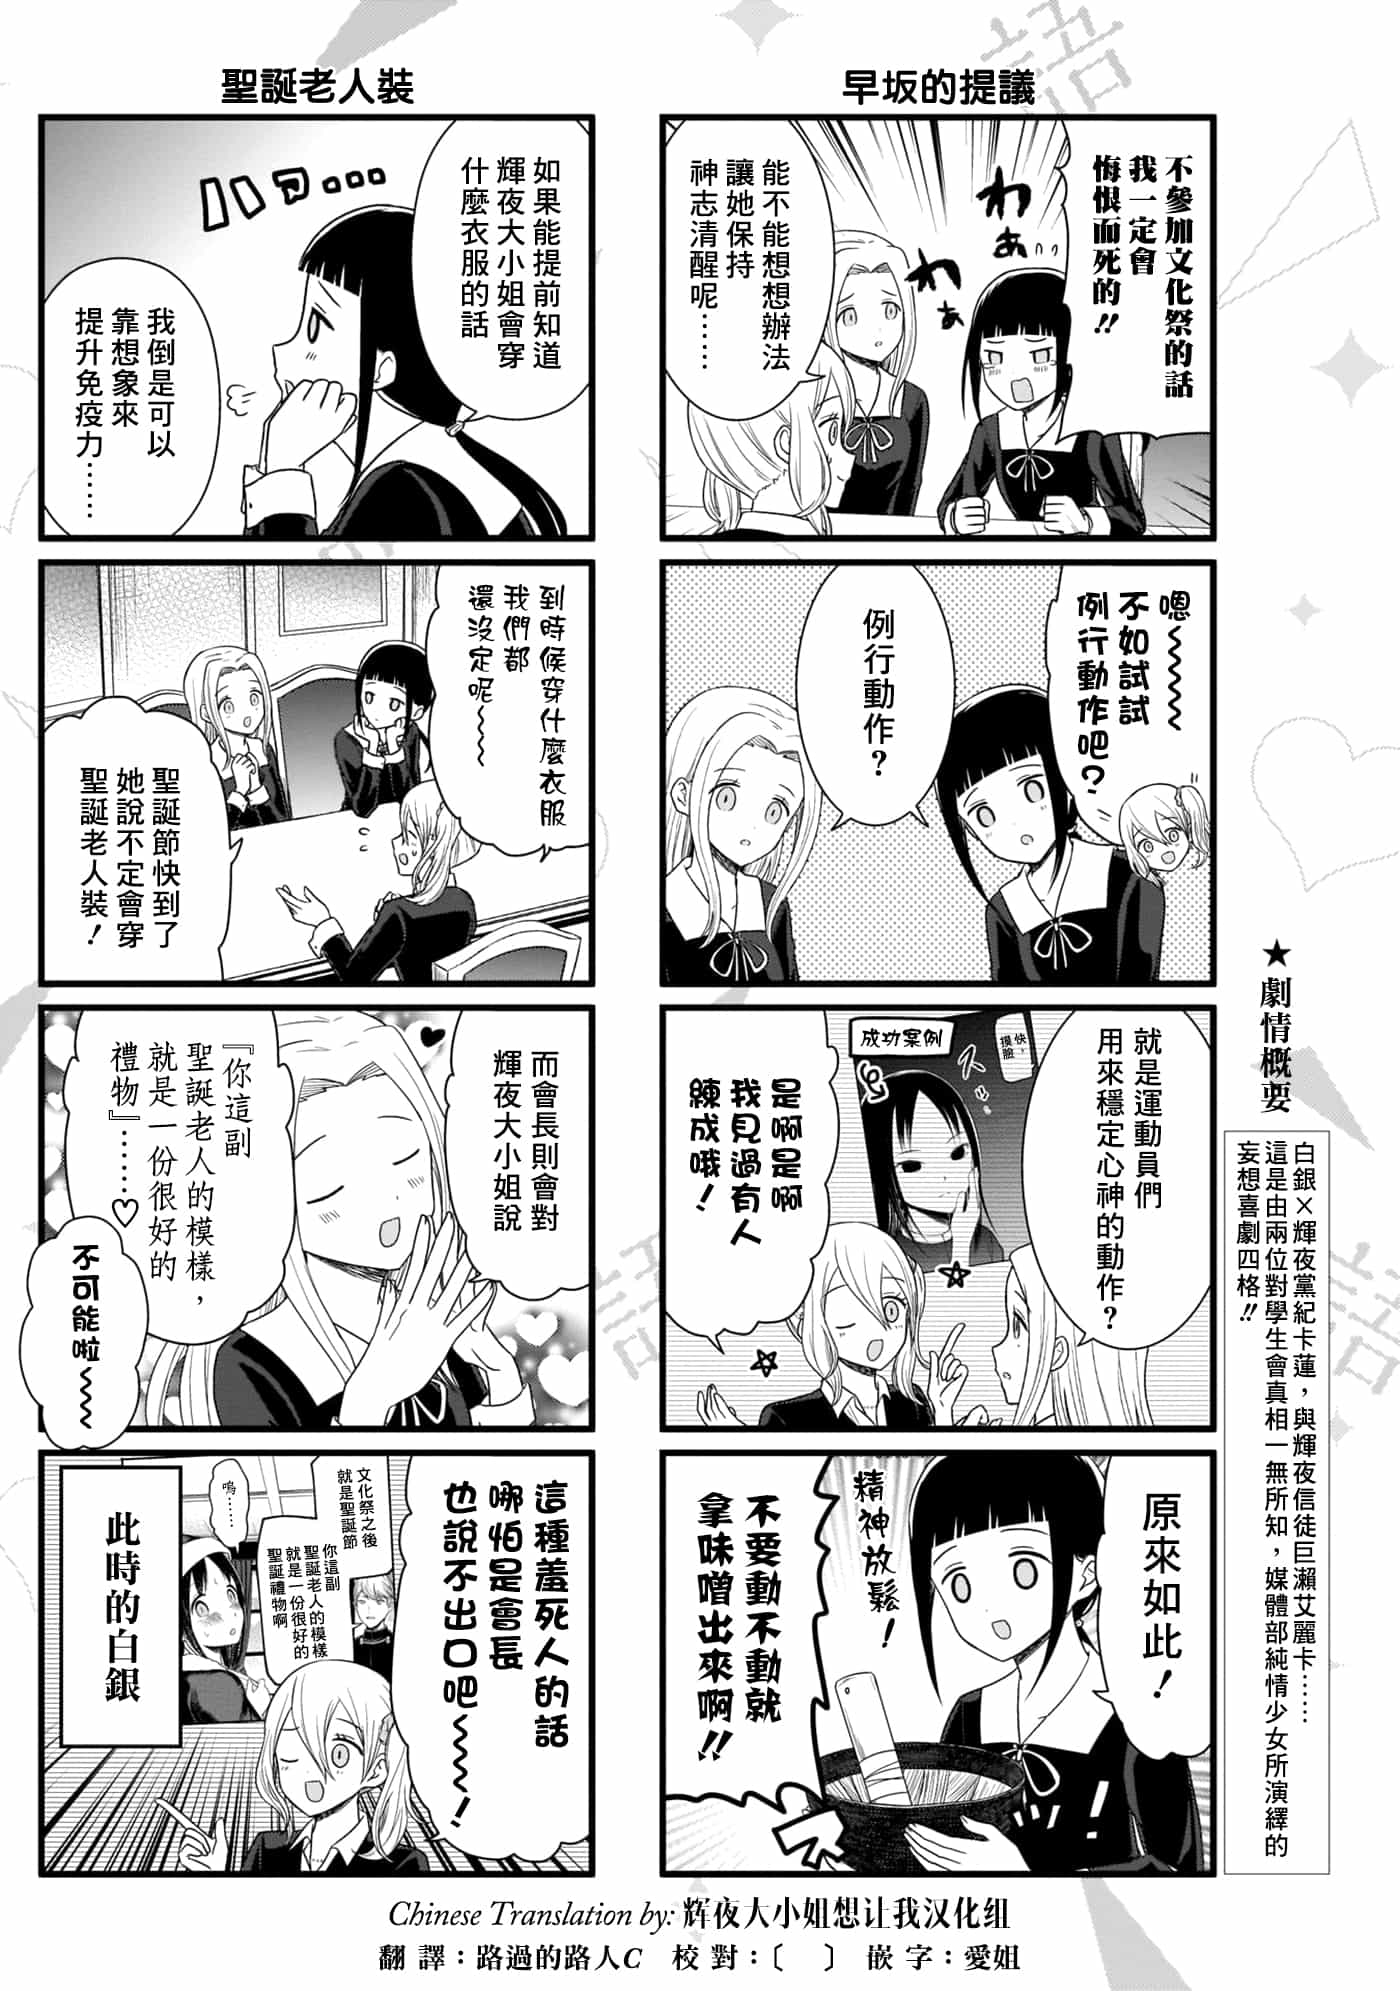 ★劇情概要
白銀×輝夜黨紀卡蓮，與輝夜信徒巨瀨艾麗卡……
這是由兩位對學生會真相一無所知，媒體部純情少女所演繹的
妄想喜劇四格!!
早坂的提議
不參加文化祭的話
我一定會
悔恨而死的!!
わぁ
わぁ
能不能想想辦法
讓她保持
神志清醒呢……
嗯～～～
不如試試
例行動作吧？
例行動作？
就是運動員們
用來穩定心神的動作？
快，
摸臉
成功案例
是啊是啊
我見過有人
練成哦！
原來如此！
精神放鬆！
不要動不動就
拿味噌出來啊!!
聖誕老人裝
如果能提前知道
輝夜大小姐會穿
什麼衣服的話
ハァ…
我倒是可以
靠想象來
提升免疫力……
到時候穿什麼衣服
我們都
還沒定呢～～～
聖誕節快到了
她說不定會穿
聖誕老人裝！
而會長則會對
輝夜大小姐說
『你這副
聖誕老人的模樣，
就是一份很好的
禮物』……♡
不可能啦～～～
這種羞死人的話
哪怕是會長
也說不出口吧～～～！
文化祭之後
就是聖誕節
你這副
聖誕老人的模樣
就是一份很好的
聖誕禮物啊
嗚……
此時的白銀
Chinese Translation by: 辉夜大小姐想让我汉化组
翻譯：路過的路人C 校對：〔 〕 嵌字：愛姐